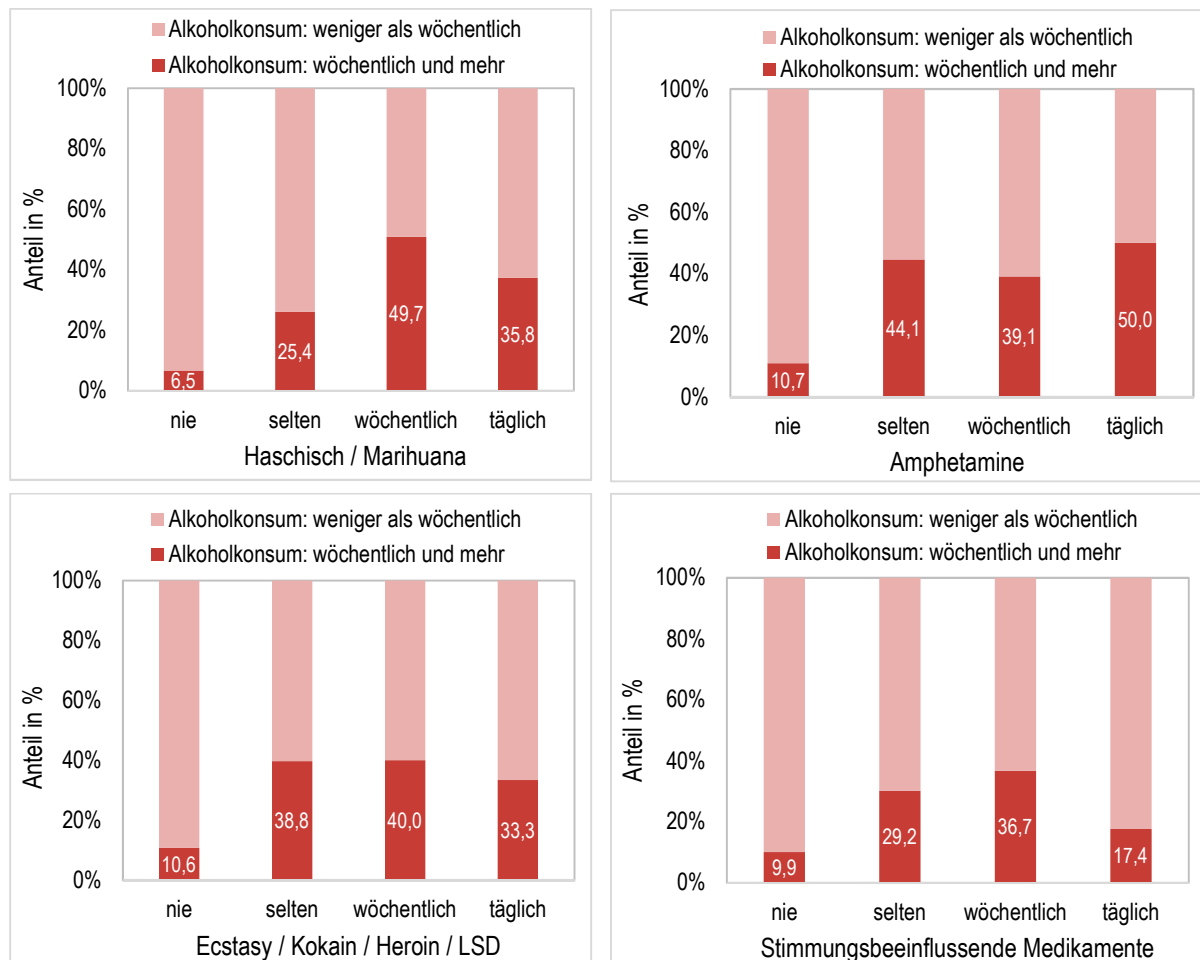 Alkoholkonsum: weniger als wöchentlich
Alkoholkonsum: wöchentlich und mehr
Anteil in %
100%
80%
60%
40%
20%
0%
6,5
25,4
49,7
35,8
nie selten wöchentlich täglich
Haschisch / Marihuana
Alkoholkonsum: weniger als wöchentlich
Alkoholkonsum: wöchentlich und mehr
Anteil in %
100%
80%
60%
40%
20%
0%
10,7
44,1
39,1
50,0
nie selten wöchentlich täglich
Amphetamine
Alkoholkonsum: weniger als wöchentlich
Alkoholkonsum: wöchentlich und mehr
Anteil in %
100%
80%
60%
40%
20%
0%
10,6
38,8
40,0
33,3
nie selten wöchentlich täglich
Ecstasy / Kokain / Heroin / LSD
Alkoholkonsum: weniger als wöchentlich
Alkoholkonsum: wöchentlich und mehr
Anteil in %
100%
80%
60%
40%
20%
0%
9,9
29,2
36,7
17,4
nie selten wöchentlich täglich
Stimmungsbeeinflussende Medikamente